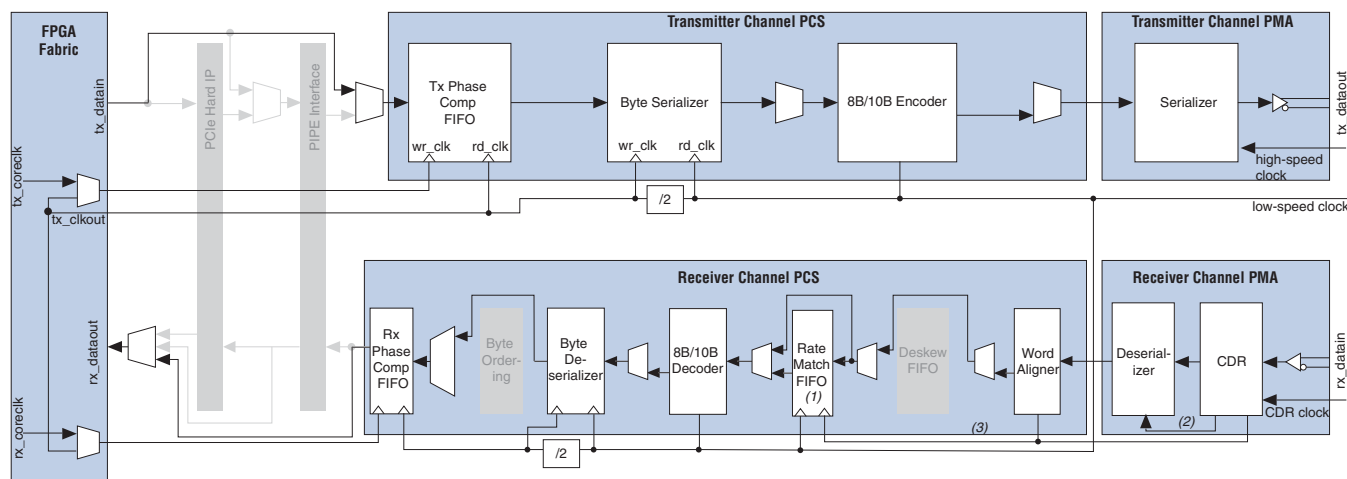 FPGA
Fabric
Transmitter Channel PCS
Transmitter Channel PMA
tx_datain
PCIe Hard IP
PIPE Interface
Tx Phase
Comp
FIFO
wr_clk
rd_clk
Byte Serializer
wr_clk
rd_clk
8B/10B Encoder
Serializer
tx_dataout
high-speed
clock
tx_coreclk
tx_clkout
/2
low-speed clock
Receiver Channel PCS
Receiver Channel PMA
rx_dataout
Rx
Phase
Comp
FIFO
Byte
Order-
ing
Byte
De-
serializer
8B/10B
Decoder
Rate
Match
FIFO
(1)
Deskew
FIFO
Word
Aligner
Deserial-
izer
CDR
rx_datain
CDR clock
(2)
(3)
rx_coreclk
/2